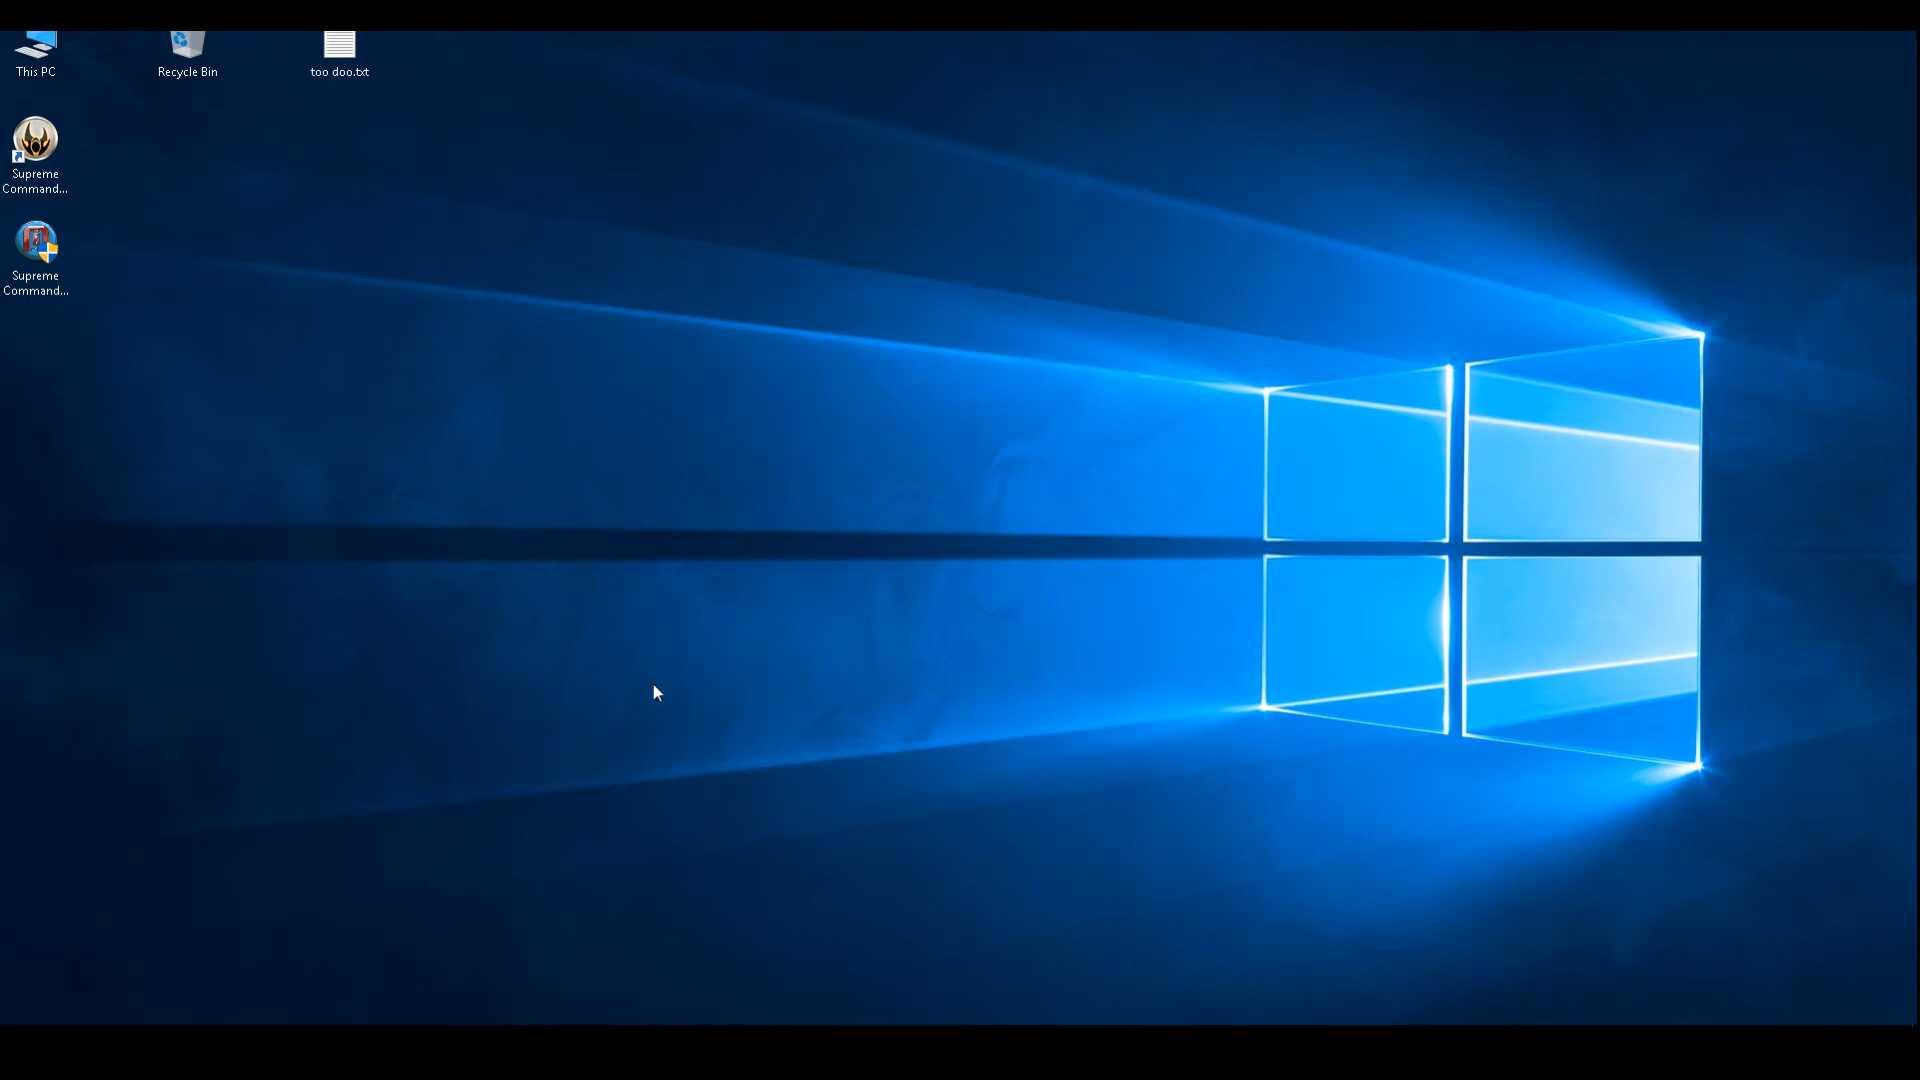 This PC
Recycle Bin
too doo.txt
Supreme
Command...
Supreme
Command...